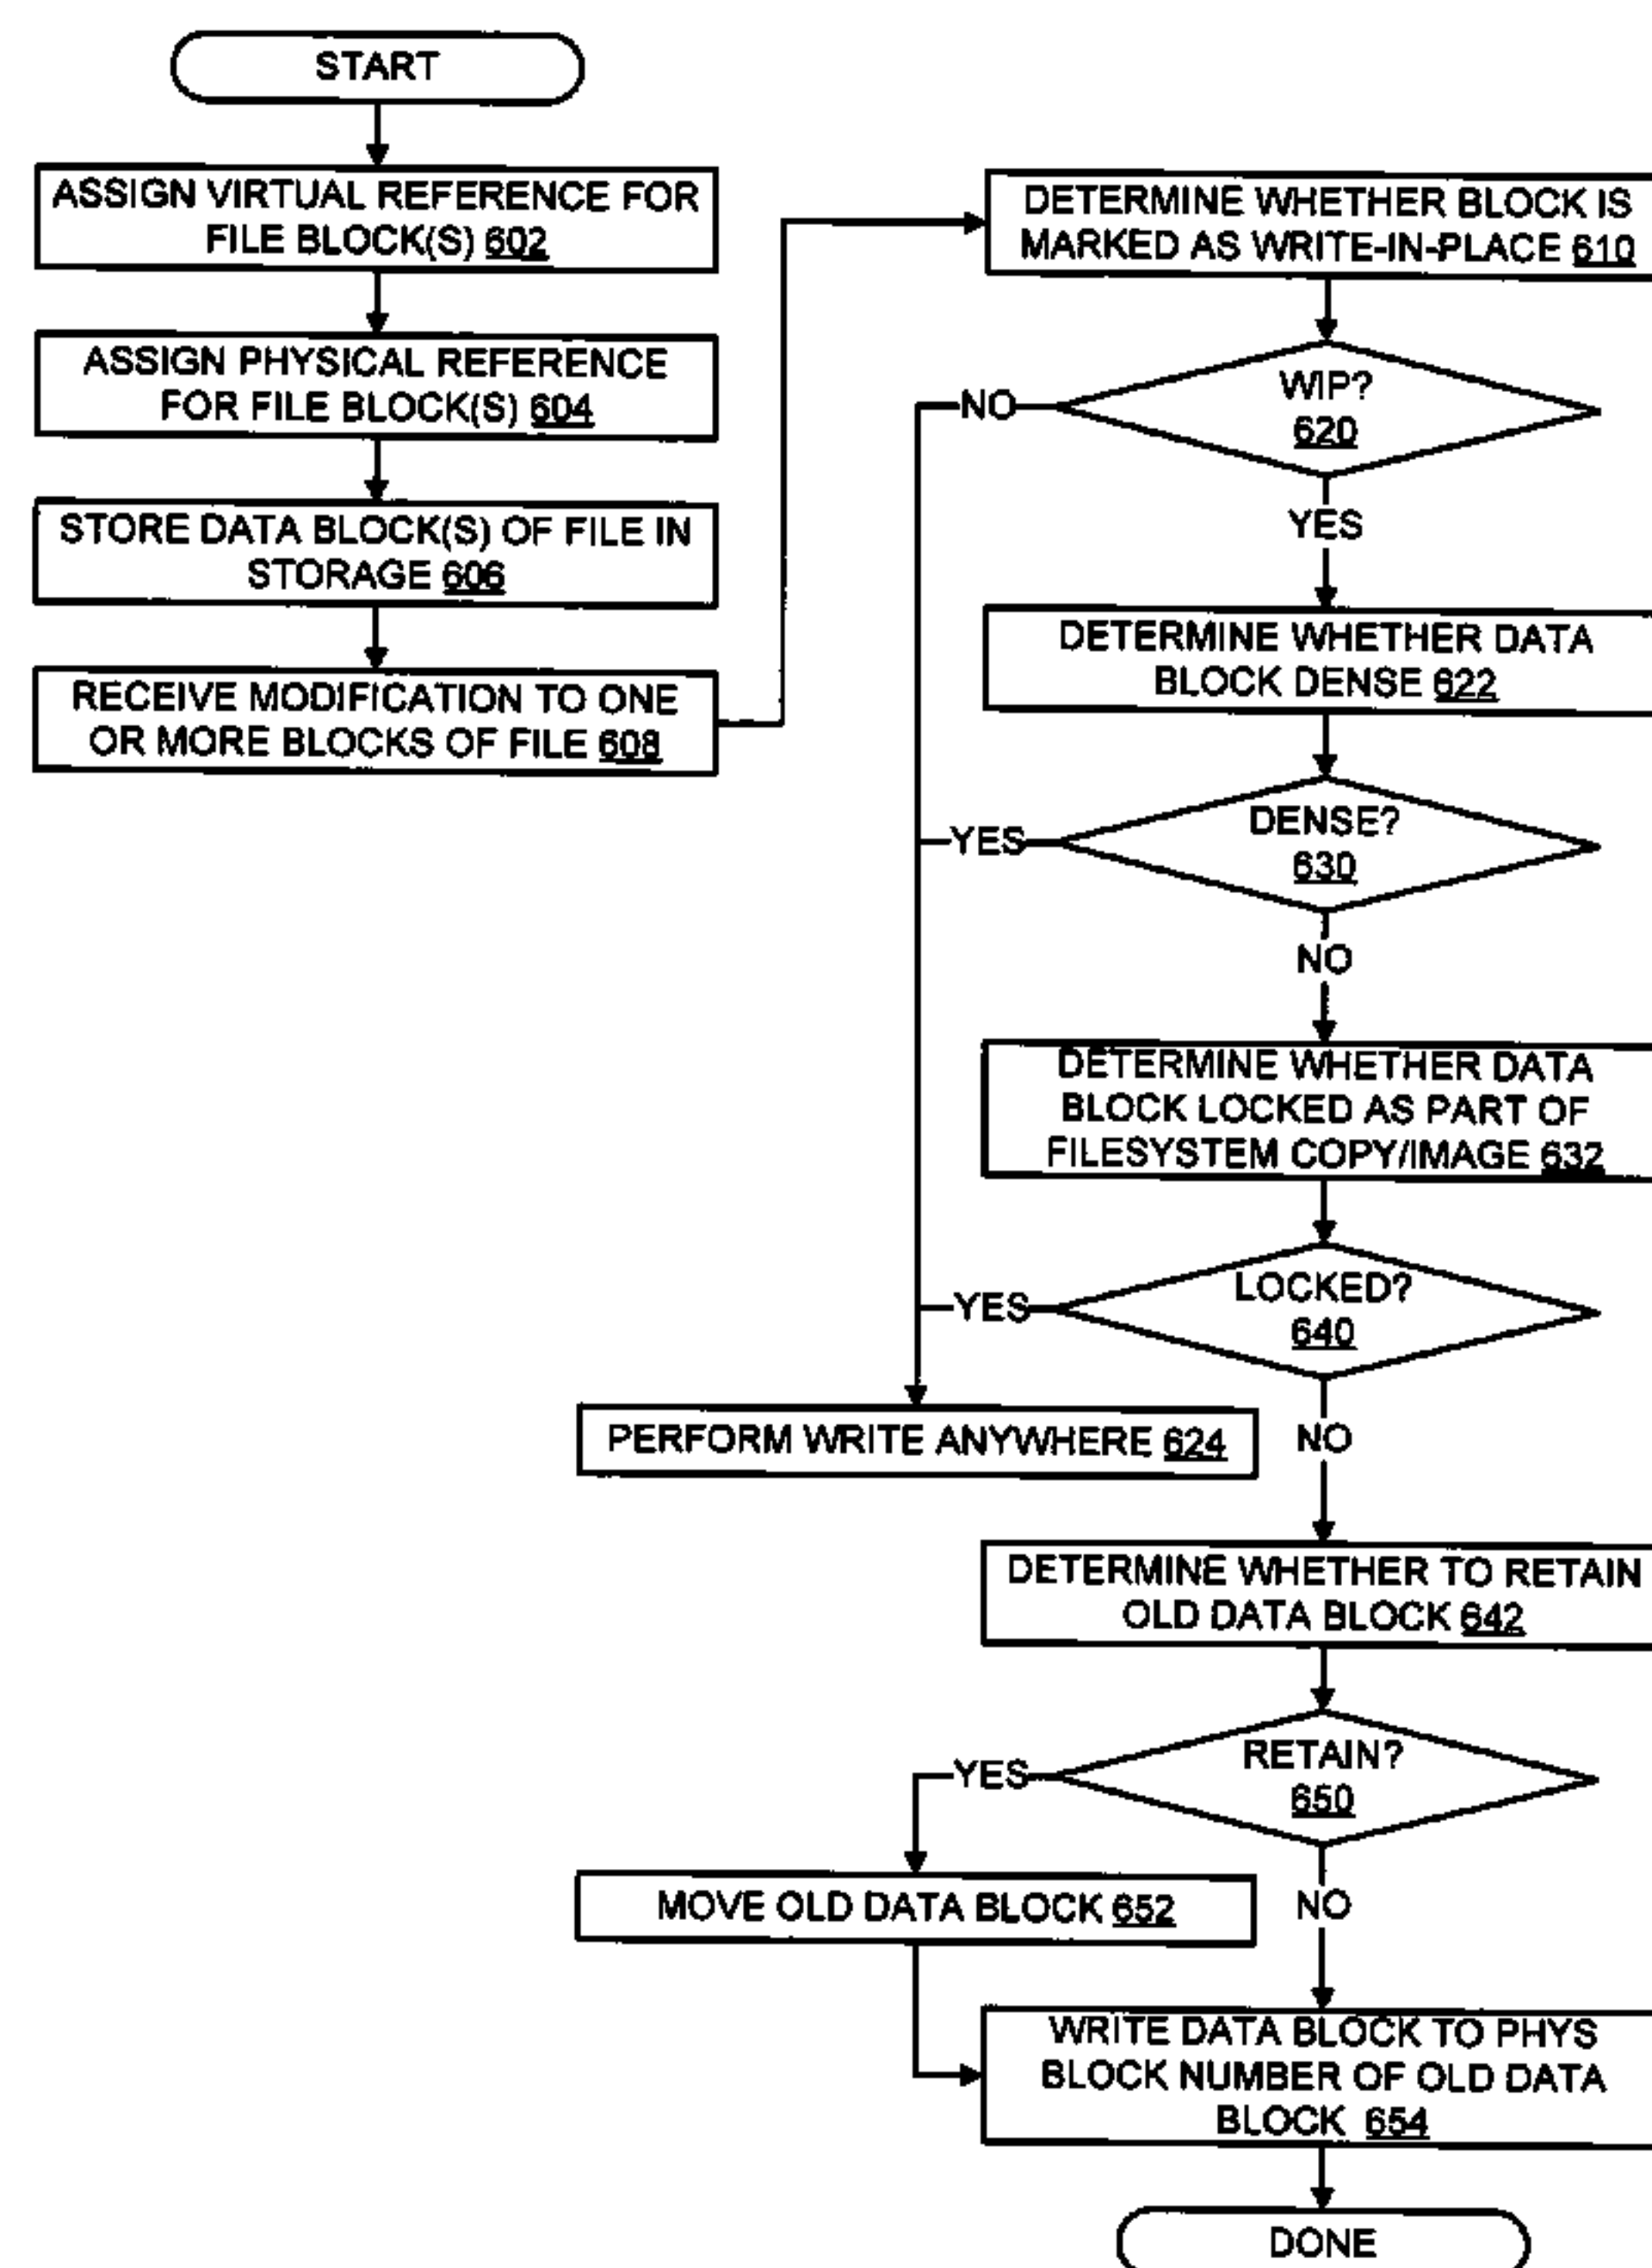 START
ASSIGN VIRTUAL REFERENCE FOR
FILE BLOCK(S) 602
ASSIGN PHYSICAL REFERENCE
FOR FILE BLOCK(S) 604
STORE DATA BLOCK(S) OF FILE IN
STORAGE 606
RECEIVE MODIFICATION TO ONE
OR MORE BLOCKS OF FILE 608
DETERMINE WHETHER BLOCK IS
MARKED AS WRITE-IN-PLACE 610
WIP?
620
NO
YES
DETERMINE WHETHER DATA
BLOCK DENSE 622
DENSE?
630
YES
NO
DETERMINE WHETHER DATA
BLOCK LOCKED AS PART OF
FILESYSTEM COPY/IMAGE 632
LOCKED?
640
YES
NO
PERFORM WRITE ANYWHERE 624
DETERMINE WHETHER TO RETAIN
OLD DATA BLOCK 642
RETAIN?
650
YES
NO
MOVE OLD DATA BLOCK 652
WRITE DATA BLOCK TO PHYS
BLOCK NUMBER OF OLD DATA
BLOCK 654
DONE